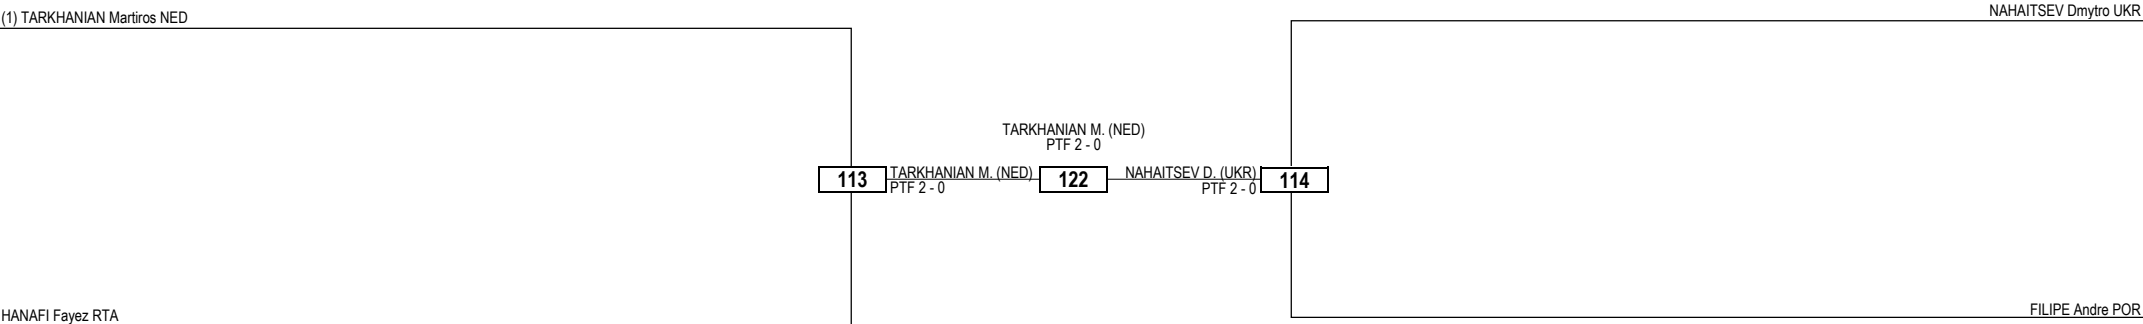 (1) TARKHANIAN Martiros NED
NAHAITSEV Dmytro UKR
TARKHANIAN M. (NED)
PTF 2 - 0
113
TARKHANIAN M. (NED)
PTF 2 - 0
122
NAHAITSEV D. (UKR)
PTF 2 - 0
114
HANAFI Fayez RTA
FILIPE Andre POR